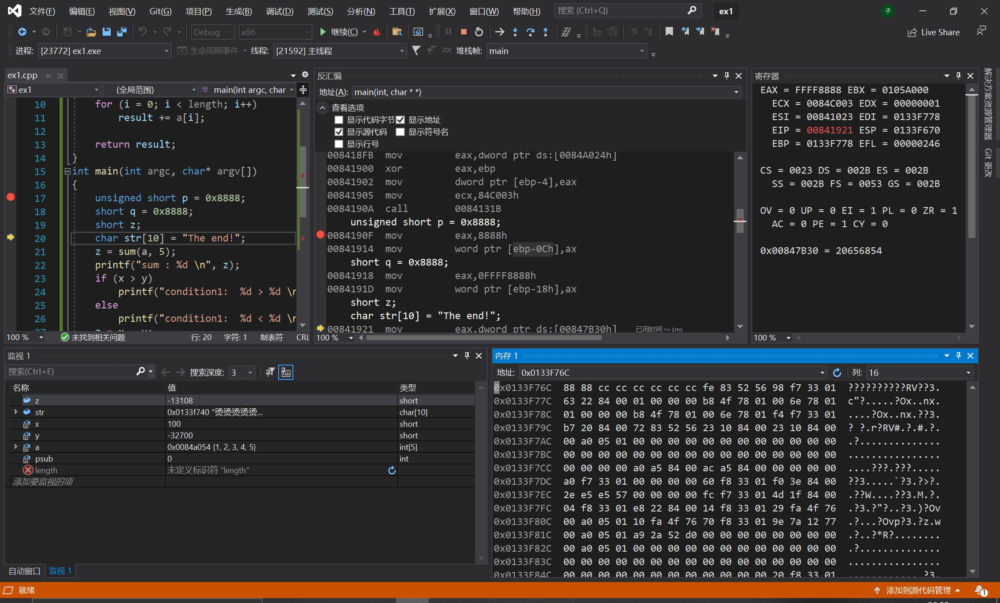 文件(F) 编辑(E) 视图(V) Git(G) 项目(P) 生成(B) 调试(D) 测试(S) 分析(N) 工具(T) 扩展(X) 窗口(W) 帮助(H) 搜索 (Ctrl+Q) ex1 子
Debug x86 继续(C) Live Share
进程: [23772] ex1.exe 生命周期事件 线程: [21592] 主线程 堆栈帧: main
ex1.cpp
ex1 (全局范围) main(int argc, char
10 for (i = 0; i < length; i++)
11 result += a[i];
12
13 return result;
14 }
15 int main(int argc, char* argv[])
16 {
17 unsigned short p = 0x8888;
18 short q = 0x8888;
19 short z;
20 char str[10] = "The end!";
21 z = sum(a, 5);
22 printf("sum : %d \n", z);
23 if (x > y)
24 printf("condition1:  %d > %d \n
25 else
26 printf("condition1:  %d < %d \n
100 % 未找到相关问题 行: 20 字符: 1 制表符 CRL
反汇编
地址(A): main(int, char * *)
查看选项
显示代码字节 显示地址
显示源代码 显示符号名
显示行号
008418FB mov eax,dword ptr ds:[0084A024h]
00841900 xor eax,ebp
00841902 mov dword ptr [ebp-4],eax
00841905 mov ecx,84C003h
0084190A call 0084131B
unsigned short p = 0x8888;
0084190F mov eax,8888h
00841914 mov word ptr [ebp-0Ch],ax
short q = 0x8888;
00841918 mov eax,0FFFF8888h
0084191D mov word ptr [ebp-18h],ax
short z;
char str[10] = "The end!";
00841921 mov eax,dword ptr ds:[00847B30h] 已用时间 <= 1ms
100 %
寄存器
EAX = FFFF8888 EBX = 0105A000
ECX = 0084C003 EDX = 00000001
ESI = 00841023 EDI = 0133F778
EIP = 00841921 ESP = 0133F670
EBP = 0133F778 EFL = 00000246
CS = 0023 DS = 002B ES = 002B
SS = 002B FS = 0053 GS = 002B
OV = 0 UP = 0 EI = 1 PL = 0 ZR = 1
AC = 0 PE = 1 CY = 0
0x00847B30 = 20656854
100 %
解决方案资源管理器
Git 更改
监视 1
搜索(Ctrl+E) 搜索深度: 3
名称 值 类型
z -13108 short
str 0x0133f740 "烫烫烫烫烫... char[10]
x 100 short
y -32700 short
a 0x0084a054 {1, 2, 3, 4, 5} int[5]
psub 0 int
length 未定义标识符 "length"
添加要监视的项
自动窗口 监视 1
内存 1
地址: 0x0133F76C 列: 16
0x0133F76C 88 88 cc cc cc cc cc cc fe 83 52 56 98 f7 33 01 ??????????RV??3.
0x0133F77C 63 22 84 00 01 00 00 00 b8 4f 78 01 00 6e 78 01 c"?.....?Ox..nx.
0x0133F78C 01 00 00 00 b8 4f 78 01 00 6e 78 01 f4 f7 33 01 ....?Ox..nx.??3.
0x0133F79C b7 20 84 00 72 83 52 56 23 10 84 00 23 10 84 00 ? ?.r?RV#.?.#.?.
0x0133F7AC 00 a0 05 01 00 00 00 00 00 00 00 00 00 00 00 00 .?..............
0x0133F7BC 00 00 00 00 00 00 00 00 00 00 00 00 00 00 00 00 ................
0x0133F7CC 00 00 00 00 a0 a5 84 00 ac a5 84 00 00 00 00 00 ....???.???.....
0x0133F7DC a0 f7 33 01 00 00 00 00 60 f8 33 01 f0 3e 84 00 ??3.....`?3.?>?.
0x0133F7EC 2e e5 e5 57 00 00 00 00 fc f7 33 01 4d 1f 84 00 .??W....??3.M.?.
0x0133F7FC 04 f8 33 01 e8 22 84 00 14 f8 33 01 29 fa 4f 76 .?3.?"?..?3.)?Ov
0x0133F80C 00 a0 05 01 10 fa 4f 76 70 f8 33 01 9e 7a 12 77 .?...?Ovp?3.?z.w
0x0133F81C 00 a0 05 01 a9 2a 52 d0 00 00 00 00 00 00 00 00 .?..?*R?........
0x0133F82C 00 a0 05 01 00 00 00 00 00 00 00 00 00 00 00 00 .?..............
0x0133F83C 00 00 00 00 00 00 00 00 00 00 00 00 00 00 00 00 ................
0x0133F84C 00 00 00 00 00 00 00 00 00 00 00 00 20 f8 33 01 .............?3.
就绪 添加到源代码管理 1